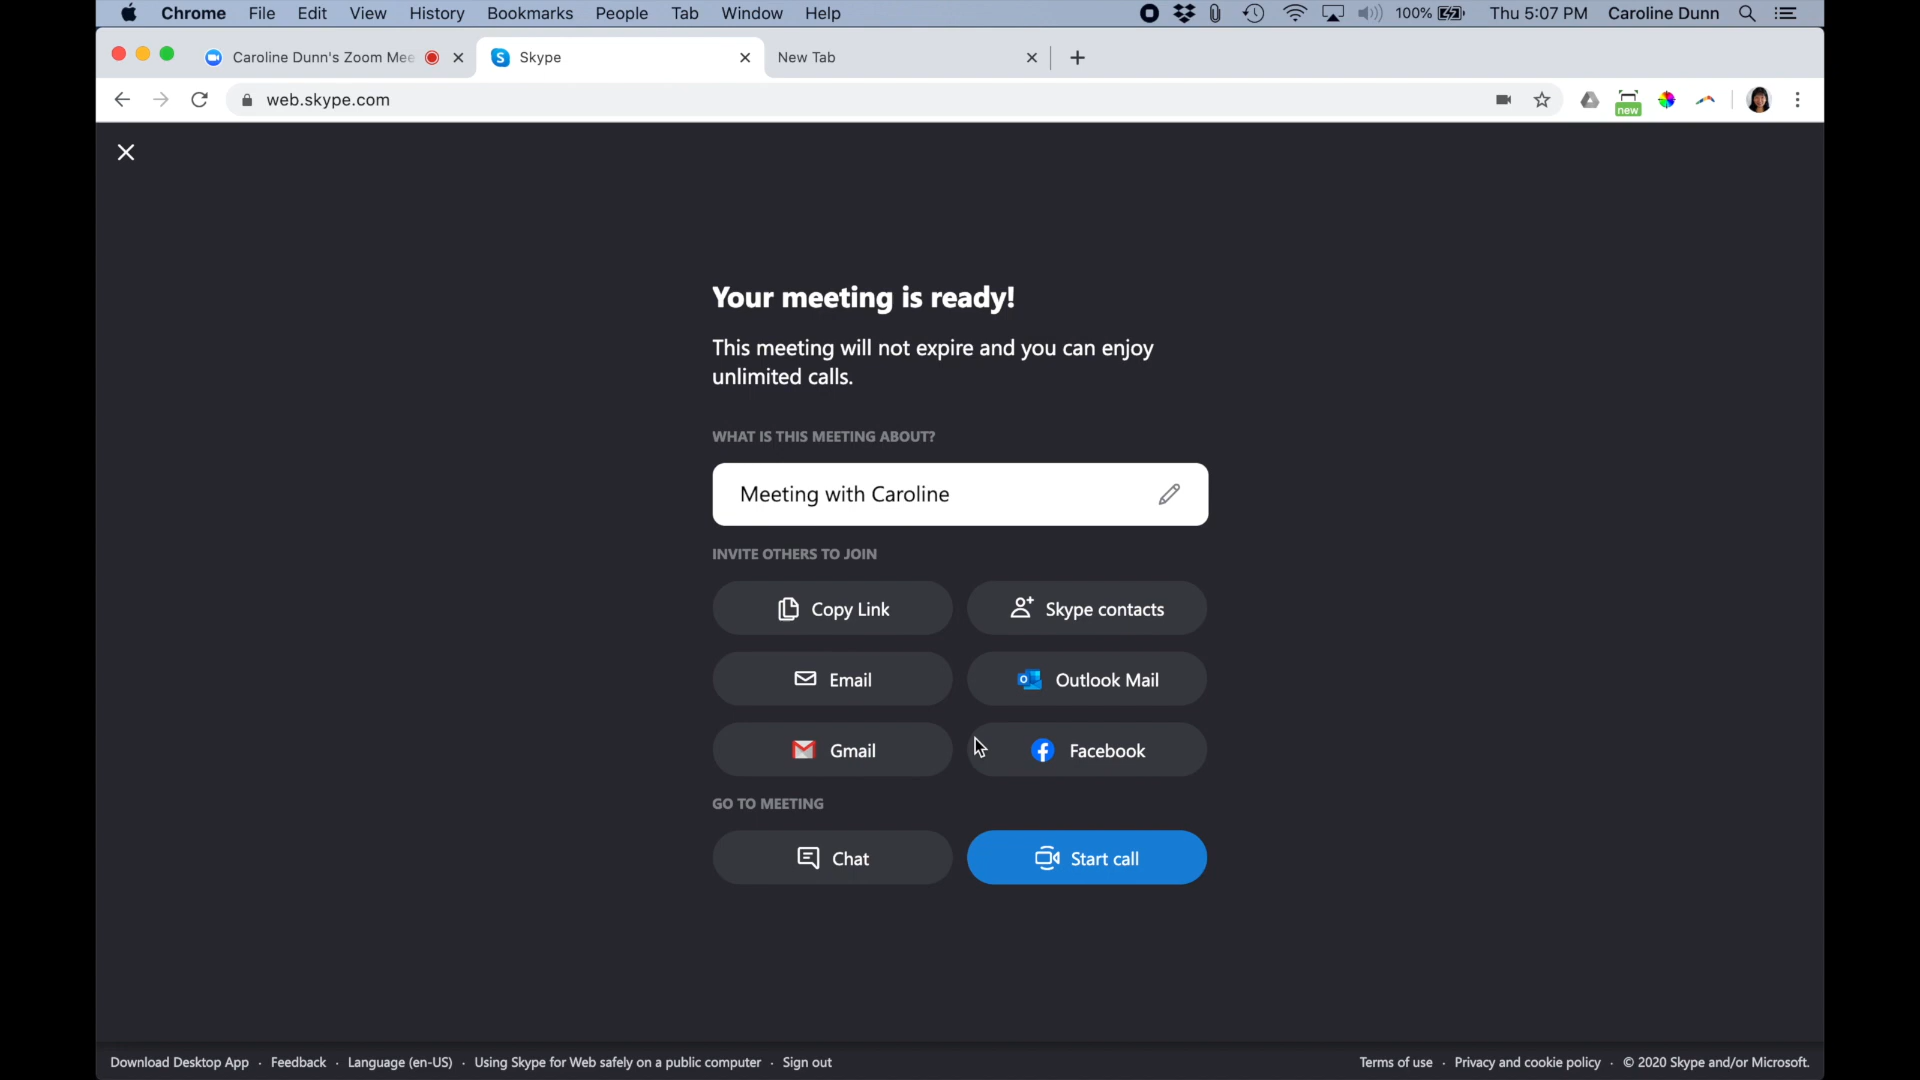 Chrome File Edit View History Bookmarks People Tab Window Help 100% Thu 5:07 PM Caroline Dunn
Caroline Dunn's Zoom Mee Skype New Tab
web.skype.com
new
Your meeting is ready!
This meeting will not expire and you can enjoy
unlimited calls.
WHAT IS THIS MEETING ABOUT?
Meeting with Caroline
INVITE OTHERS TO JOIN
Copy Link Skype contacts
Email Outlook Mail
Gmail Facebook
GO TO MEETING
Chat Start call
Download Desktop App · Feedback · Language (en-US) · Using Skype for Web safely on a public computer · Sign out Terms of use · Privacy and cookie policy · © 2020 Skype and/or Microsoft.